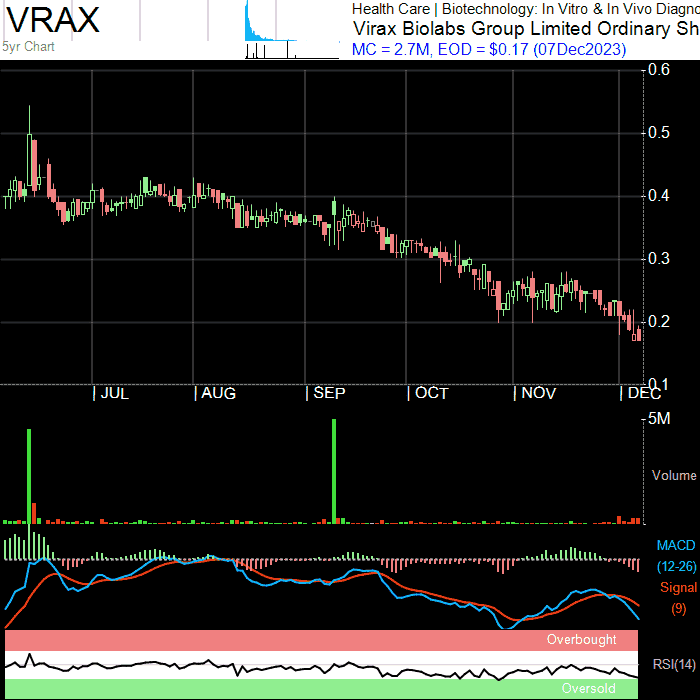 VRAX
5yr Chart
Health Care | Biotechnology: In Vitro & In Vivo Diagno
Virax Biolabs Group Limited Ordinary Sh
MC = 2.7M, EOD = $0.17 (07Dec2023)
0.6
0.5
0.4
0.3
0.2
0.1
JUL
AUG
SEP
OCT
NOV
DEC
5M
Volume
MACD
(12-26)
Signal
(9)
Overbought
RSI(14)
Oversold